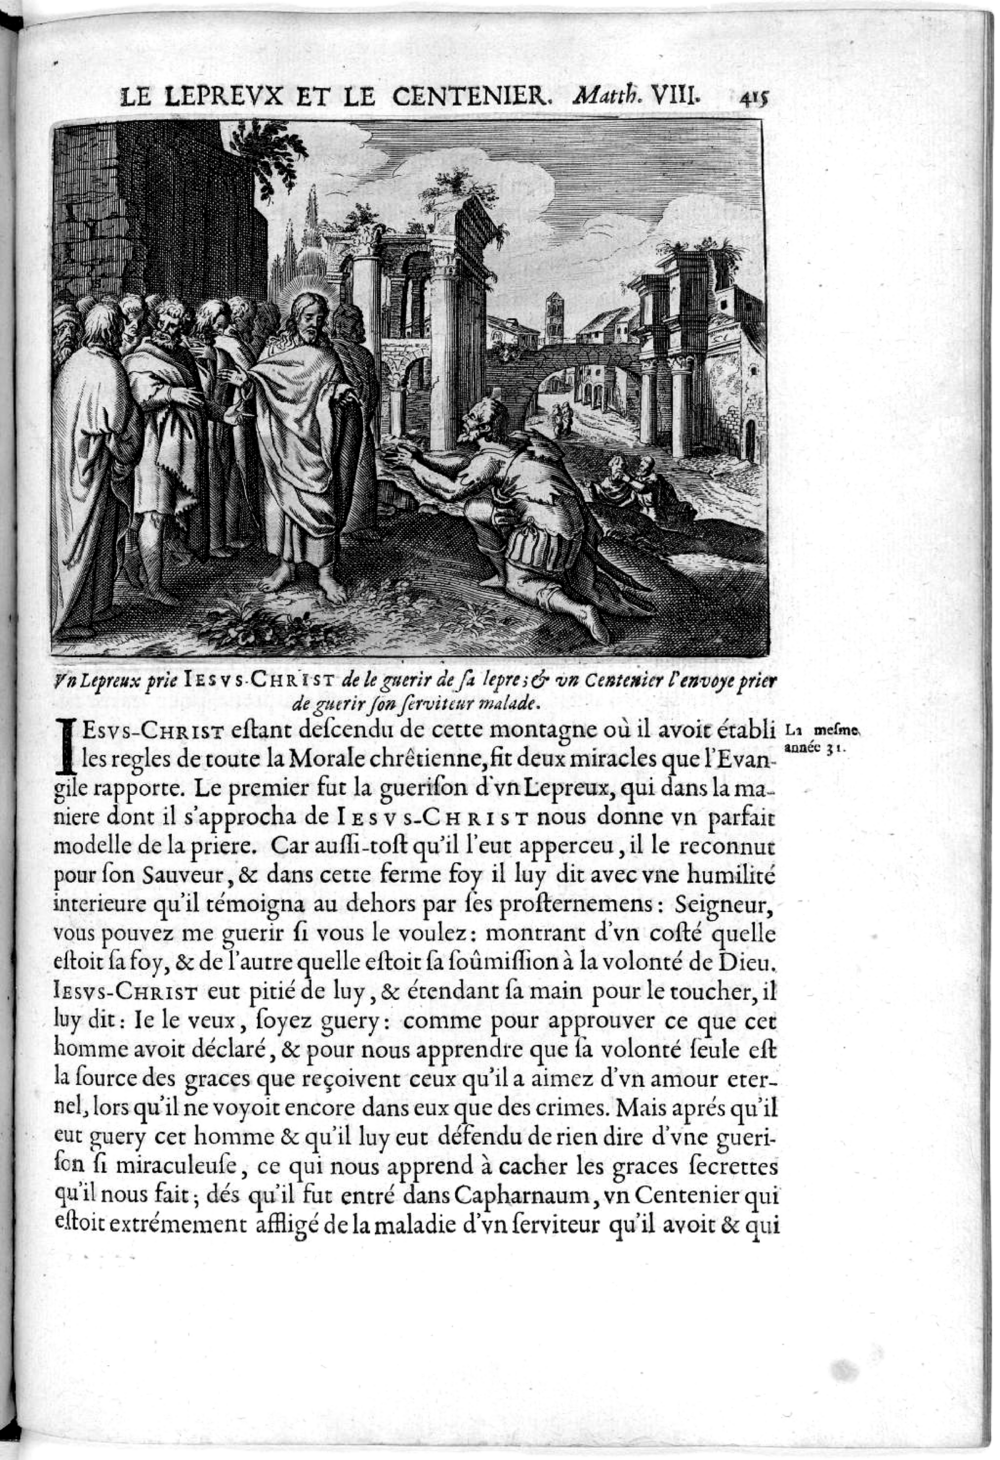 LE LEPREVX ET LE CENTENIER. Matth. VIII. 415
Vn Lepreux prie IESVS-CHRIST de le guerir de ſa lepre; & vn Centenier l'envoye prier
de guerir ſon ſerviteur malade.
IESVS-CHRIST eſtant deſcendu de cette montagne où il avoit établi
La meſme
année 31.
les regles de toute la Morale chrêtienne, fit deux miracles que l'Evan-
gile rapporte. Le premier fut la gueriſon d'vn Lepreux, qui dans la ma-
niere dont il s'approcha de IESVS-CHRIST nous donne vn parfait
modelle de la priere. Car auſſi-toſt qu'il l'eut apperceu, il le reconnut
pour ſon Sauveur, & dans cette ferme foy il luy dit avec vne humilité
interieure qu'il témoigna au dehors par ſes proſternemens: Seigneur,
vous pouvez me guerir ſi vous le voulez: montrant d'vn coſté quelle
eſtoit ſa foy, & de l'autre quelle eſtoit ſa ſoûmiſſion à la volonté de Dieu.
IESVS-CHRIST eut pitié de luy, & étendant ſa main pour le toucher, il
luy dit: Ie le veux, ſoyez guery: comme pour approuver ce que cet
homme avoit déclaré, & pour nous apprendre que ſa volonté ſeule eſt
la ſource des graces que reçoivent ceux qu'il a aimez d'vn amour eter-
nel, lors qu'il ne voyoit encore dans eux que des crimes. Mais aprés qu'il
eut guery cet homme & qu'il luy eut défendu de rien dire d'vne gueri-
ſon ſi miraculeuſe, ce qui nous apprend à cacher les graces ſecrettes
qu'il nous fait; dés qu'il fut entré dans Capharnaum, vn Centenier qui
eſtoit extrémement affligé de la maladie d'vn ſerviteur qu'il avoit & qui